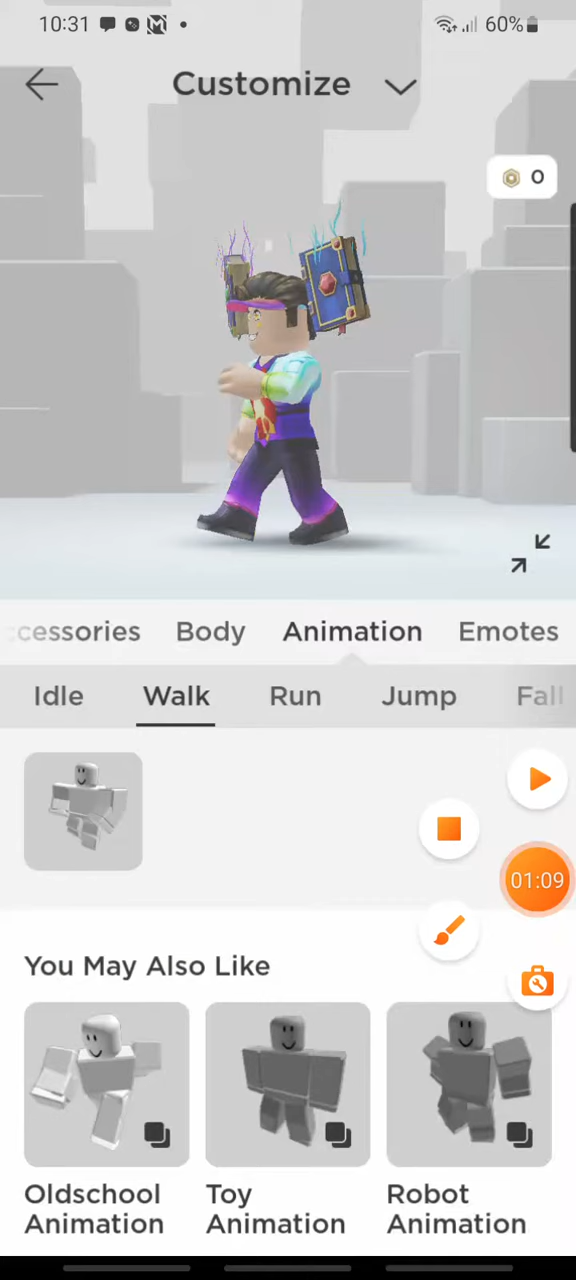 10:31
60%
Customize
0
ccessories Body Animation Emotes
Idle Walk Run Jump Fall
01:09
You May Also Like
Oldschool Animation
Toy Animation
Robot Animation